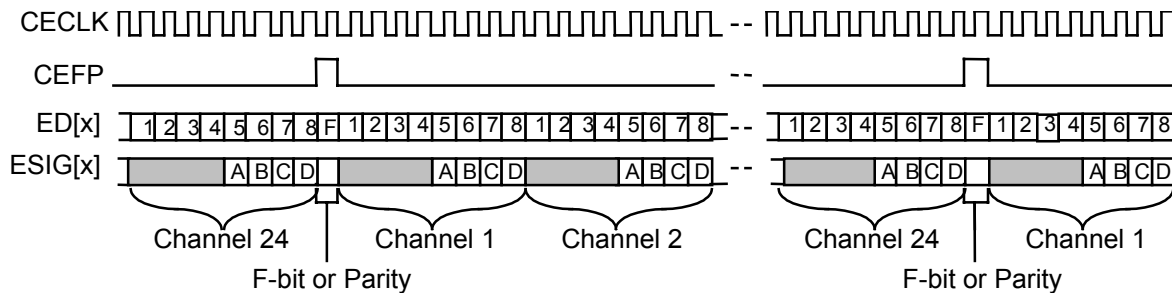 CECLK --
CEFP --
ED[x] 1 2 3 4 5 6 7 8 F 1 2 3 4 5 6 7 8 1 2 3 4 5 6 7 8 -- 1 2 3 4 5 6 7 8 F 1 2 3 4 5 6 7 8
ESIG[x] A B C D A B C D A B C D -- A B C D A B C D
Channel 24 Channel 1 Channel 2 Channel 24 Channel 1
F-bit or Parity F-bit or Parity